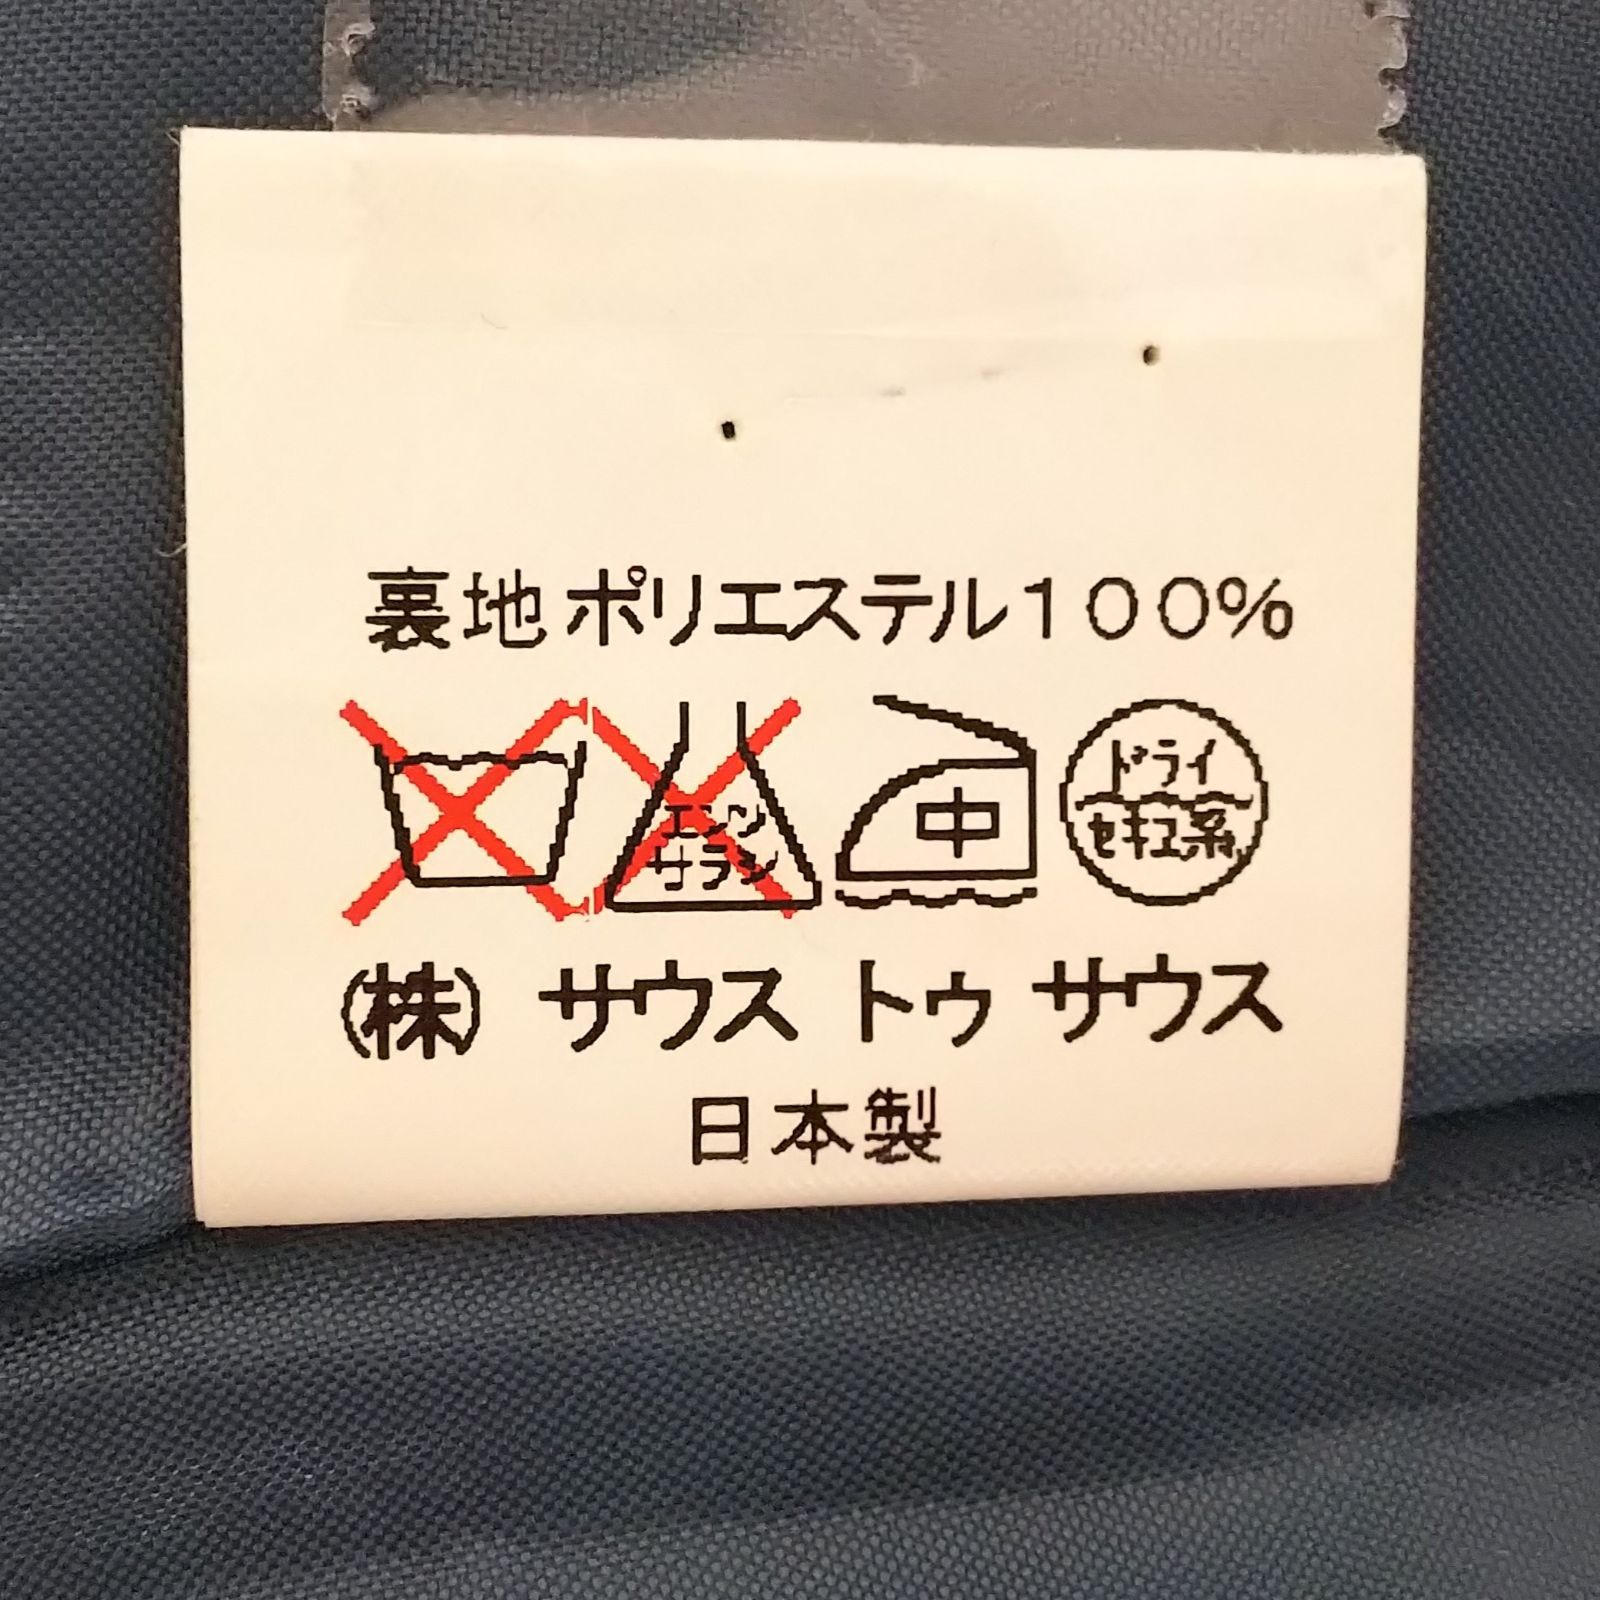 裏地 ポリエステル100%
エンソ サラシ 中 ドライ セキユ系
(株) サウス トゥ サウス
日本製